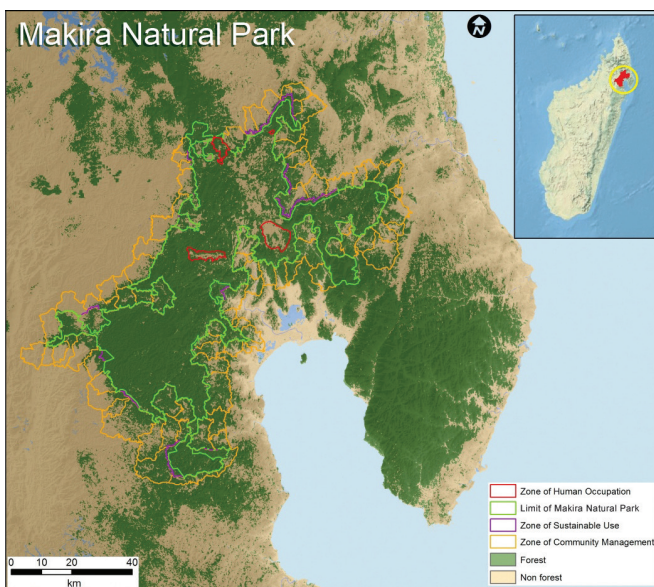 Makira Natural Park
N
Zone of Human Occupation
Limit of Makira Natural Park
Zone of Sustainable Use
Zone of Community Management
Forest
Non forest
0 10 20 40
km